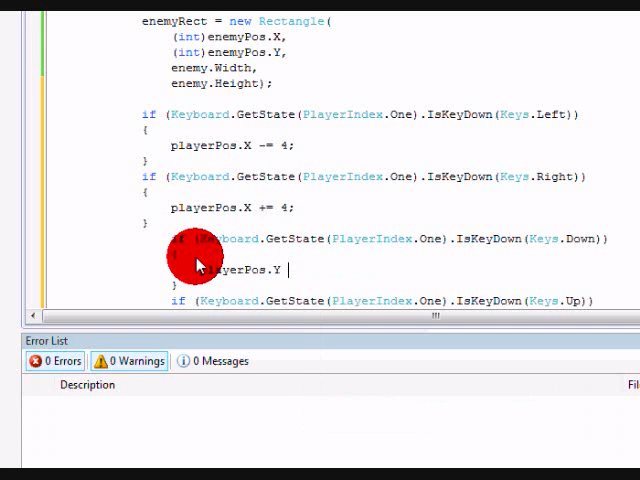 enemyRect = new Rectangle(
(int)enemyPos.X,
(int)enemyPos.Y,
enemy.Width,
enemy.Height);
if (Keyboard.GetState(PlayerIndex.One).IsKeyDown(Keys.Left))
{
playerPos.X -= 4;
}
if (Keyboard.GetState(PlayerIndex.One).IsKeyDown(Keys.Right))
{
playerPos.X += 4;
}
if (Keyboard.GetState(PlayerIndex.One).IsKeyDown(Keys.Down))
{
playerPos.Y
}
if (Keyboard.GetState(PlayerIndex.One).IsKeyDown(Keys.Up))
Error List
0 Errors 0 Warnings 0 Messages
Description Fil